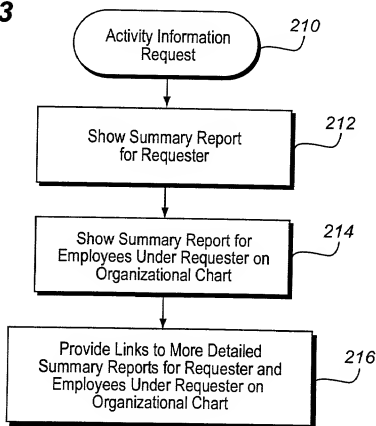 3
210
Activity Information
Request
212
Show Summary Report
for Requester
214
Show Summary Report for
Employees Under Requester on
Organizational Chart
216
Provide Links to More Detailed
Summary Reports for Requester and
Employees Under Requester on
Organizational Chart